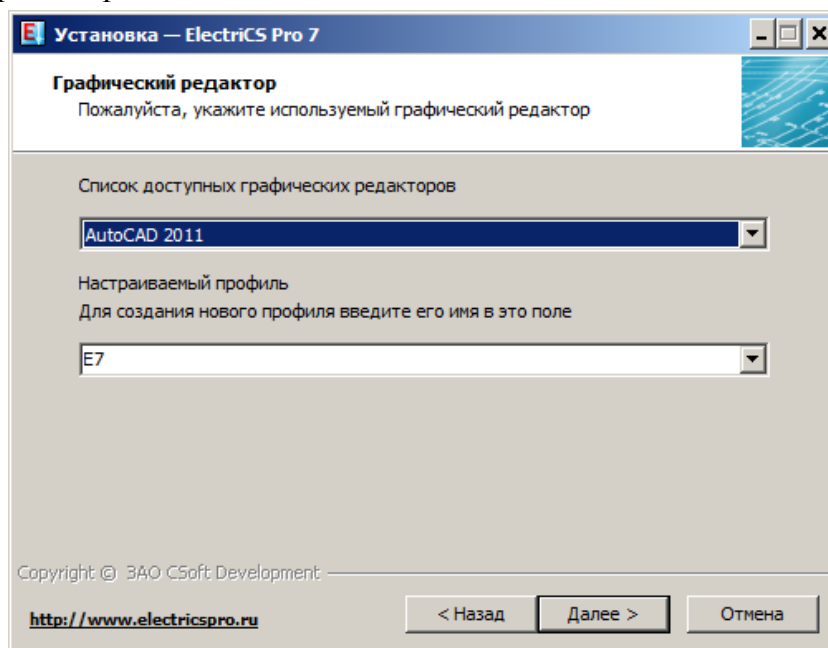 Установка — ElectriCS Pro 7
Графический редактор
Пожалуйста, укажите используемый графический редактор
Список доступных графических редакторов
AutoCAD 2011
Настраиваемый профиль
Для создания нового профиля введите его имя в это поле
E7
Copyright © ЗАО CSoft Development
http://www.electricspro.ru
< Назад
Далее >
Отмена